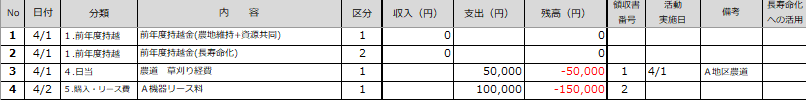 No 日付 分類 内　容 区分 収入（円） 支出（円） 残高（円） 領収書番号 活動実施日 備考 長寿命化への活用
1 4/1 1.前年度持越 前年度持越金(農地維持+資源共同) 1 0 0
2 4/1 1.前年度持越 前年度持越金(長寿命化) 2 0 0
3 4/1 4.日当 農道　草刈り経費 1 50,000 -50,000 1 4/1 A地区農道
4 4/2 5.購入・リース費 A機器リース料 1 100,000 -150,000 2